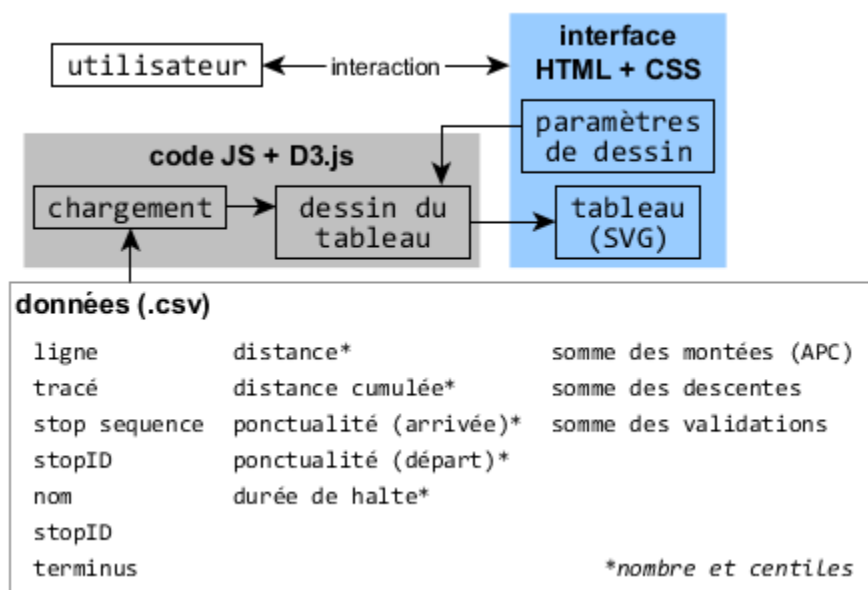 utilisateur
interaction
interface
HTML + CSS
paramètres
de dessin
code JS + D3.js
chargement
dessin du
tableau
tableau
(SVG)
données (.csv)
ligne distance* somme des montées (APC)
tracé distance cumulée* somme des descentes
stop sequence ponctualité (arrivée)* somme des validations
stopID ponctualité (départ)*
nom durée de halte*
stopID
terminus *nombre et centiles